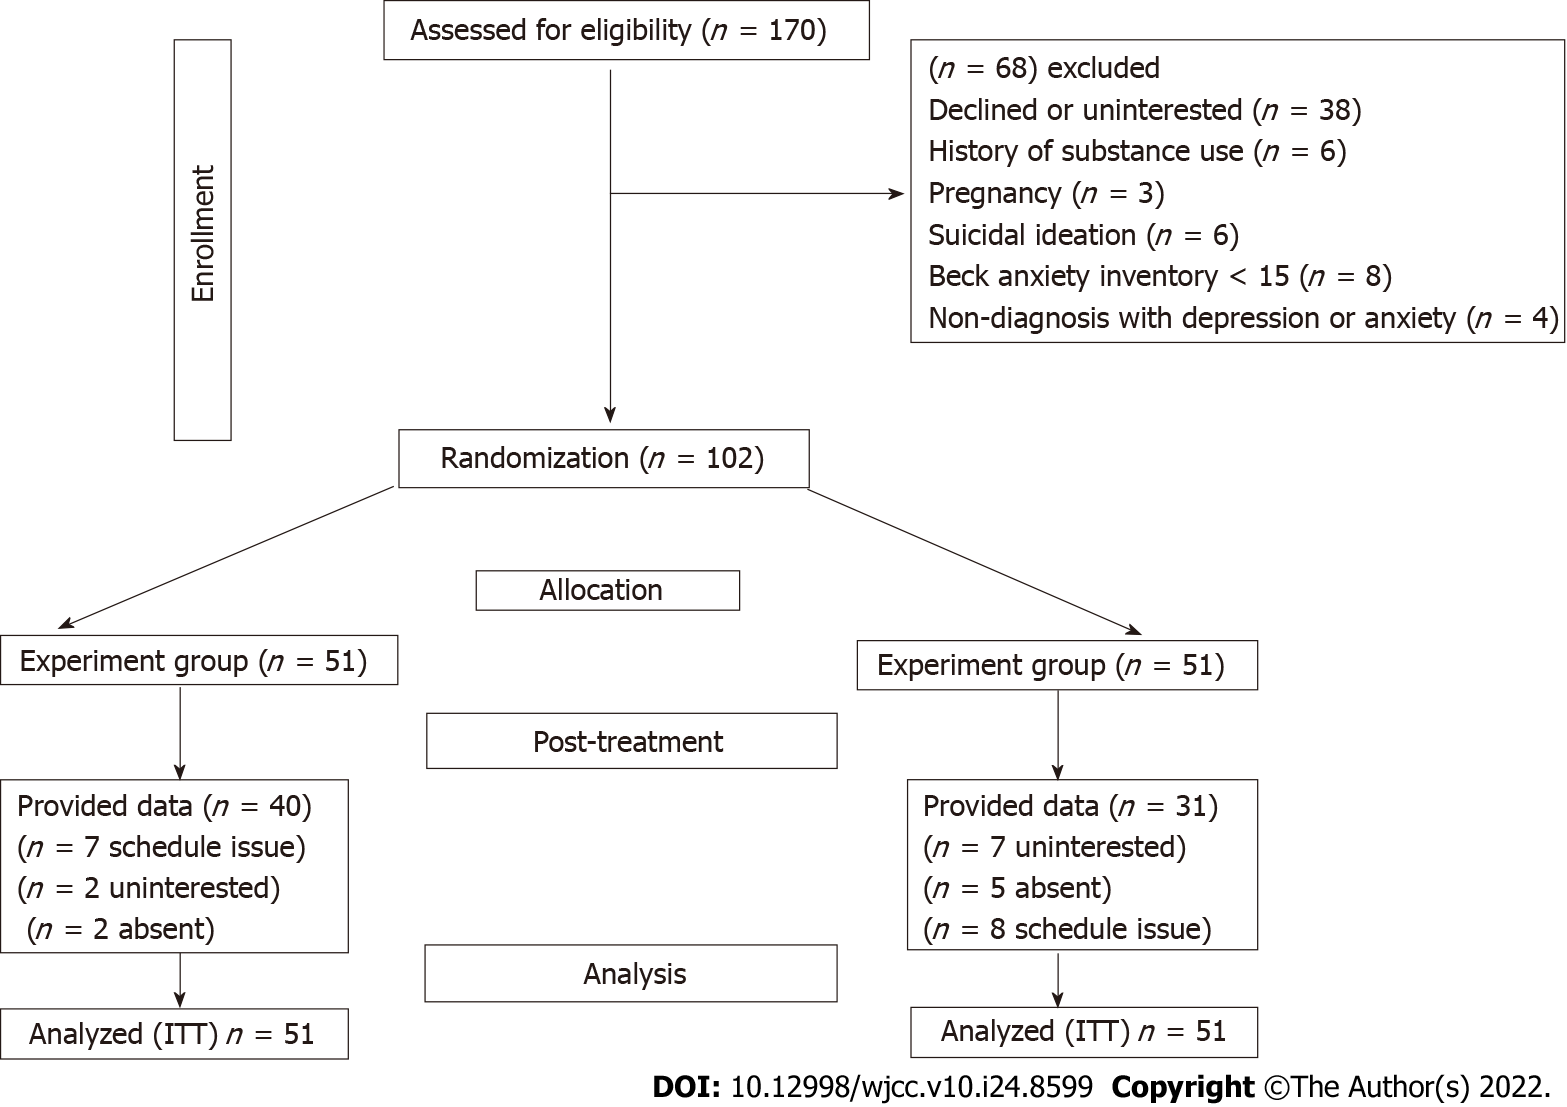 Assessed for eligibility (n = 170)
(n = 68) excluded
Declined or uninterested (n = 38)
History of substance use (n = 6)
Pregnancy (n = 3)
Suicidal ideation (n = 6)
Beck anxiety inventory < 15 (n = 8)
Non-diagnosis with depression or anxiety (n = 4)
Enrollment
Randomization (n = 102)
Allocation
Experiment group (n = 51)
Experiment group (n = 51)
Post-treatment
Provided data (n = 40)
(n = 7 schedule issue)
(n = 2 uninterested)
(n = 2 absent)
Provided data (n = 31)
(n = 7 uninterested)
(n = 5 absent)
(n = 8 schedule issue)
Analysis
Analyzed (ITT) n = 51
Analyzed (ITT) n = 51
DOI: 10.12998/wjcc.v10.i24.8599 Copyright ©The Author(s) 2022.